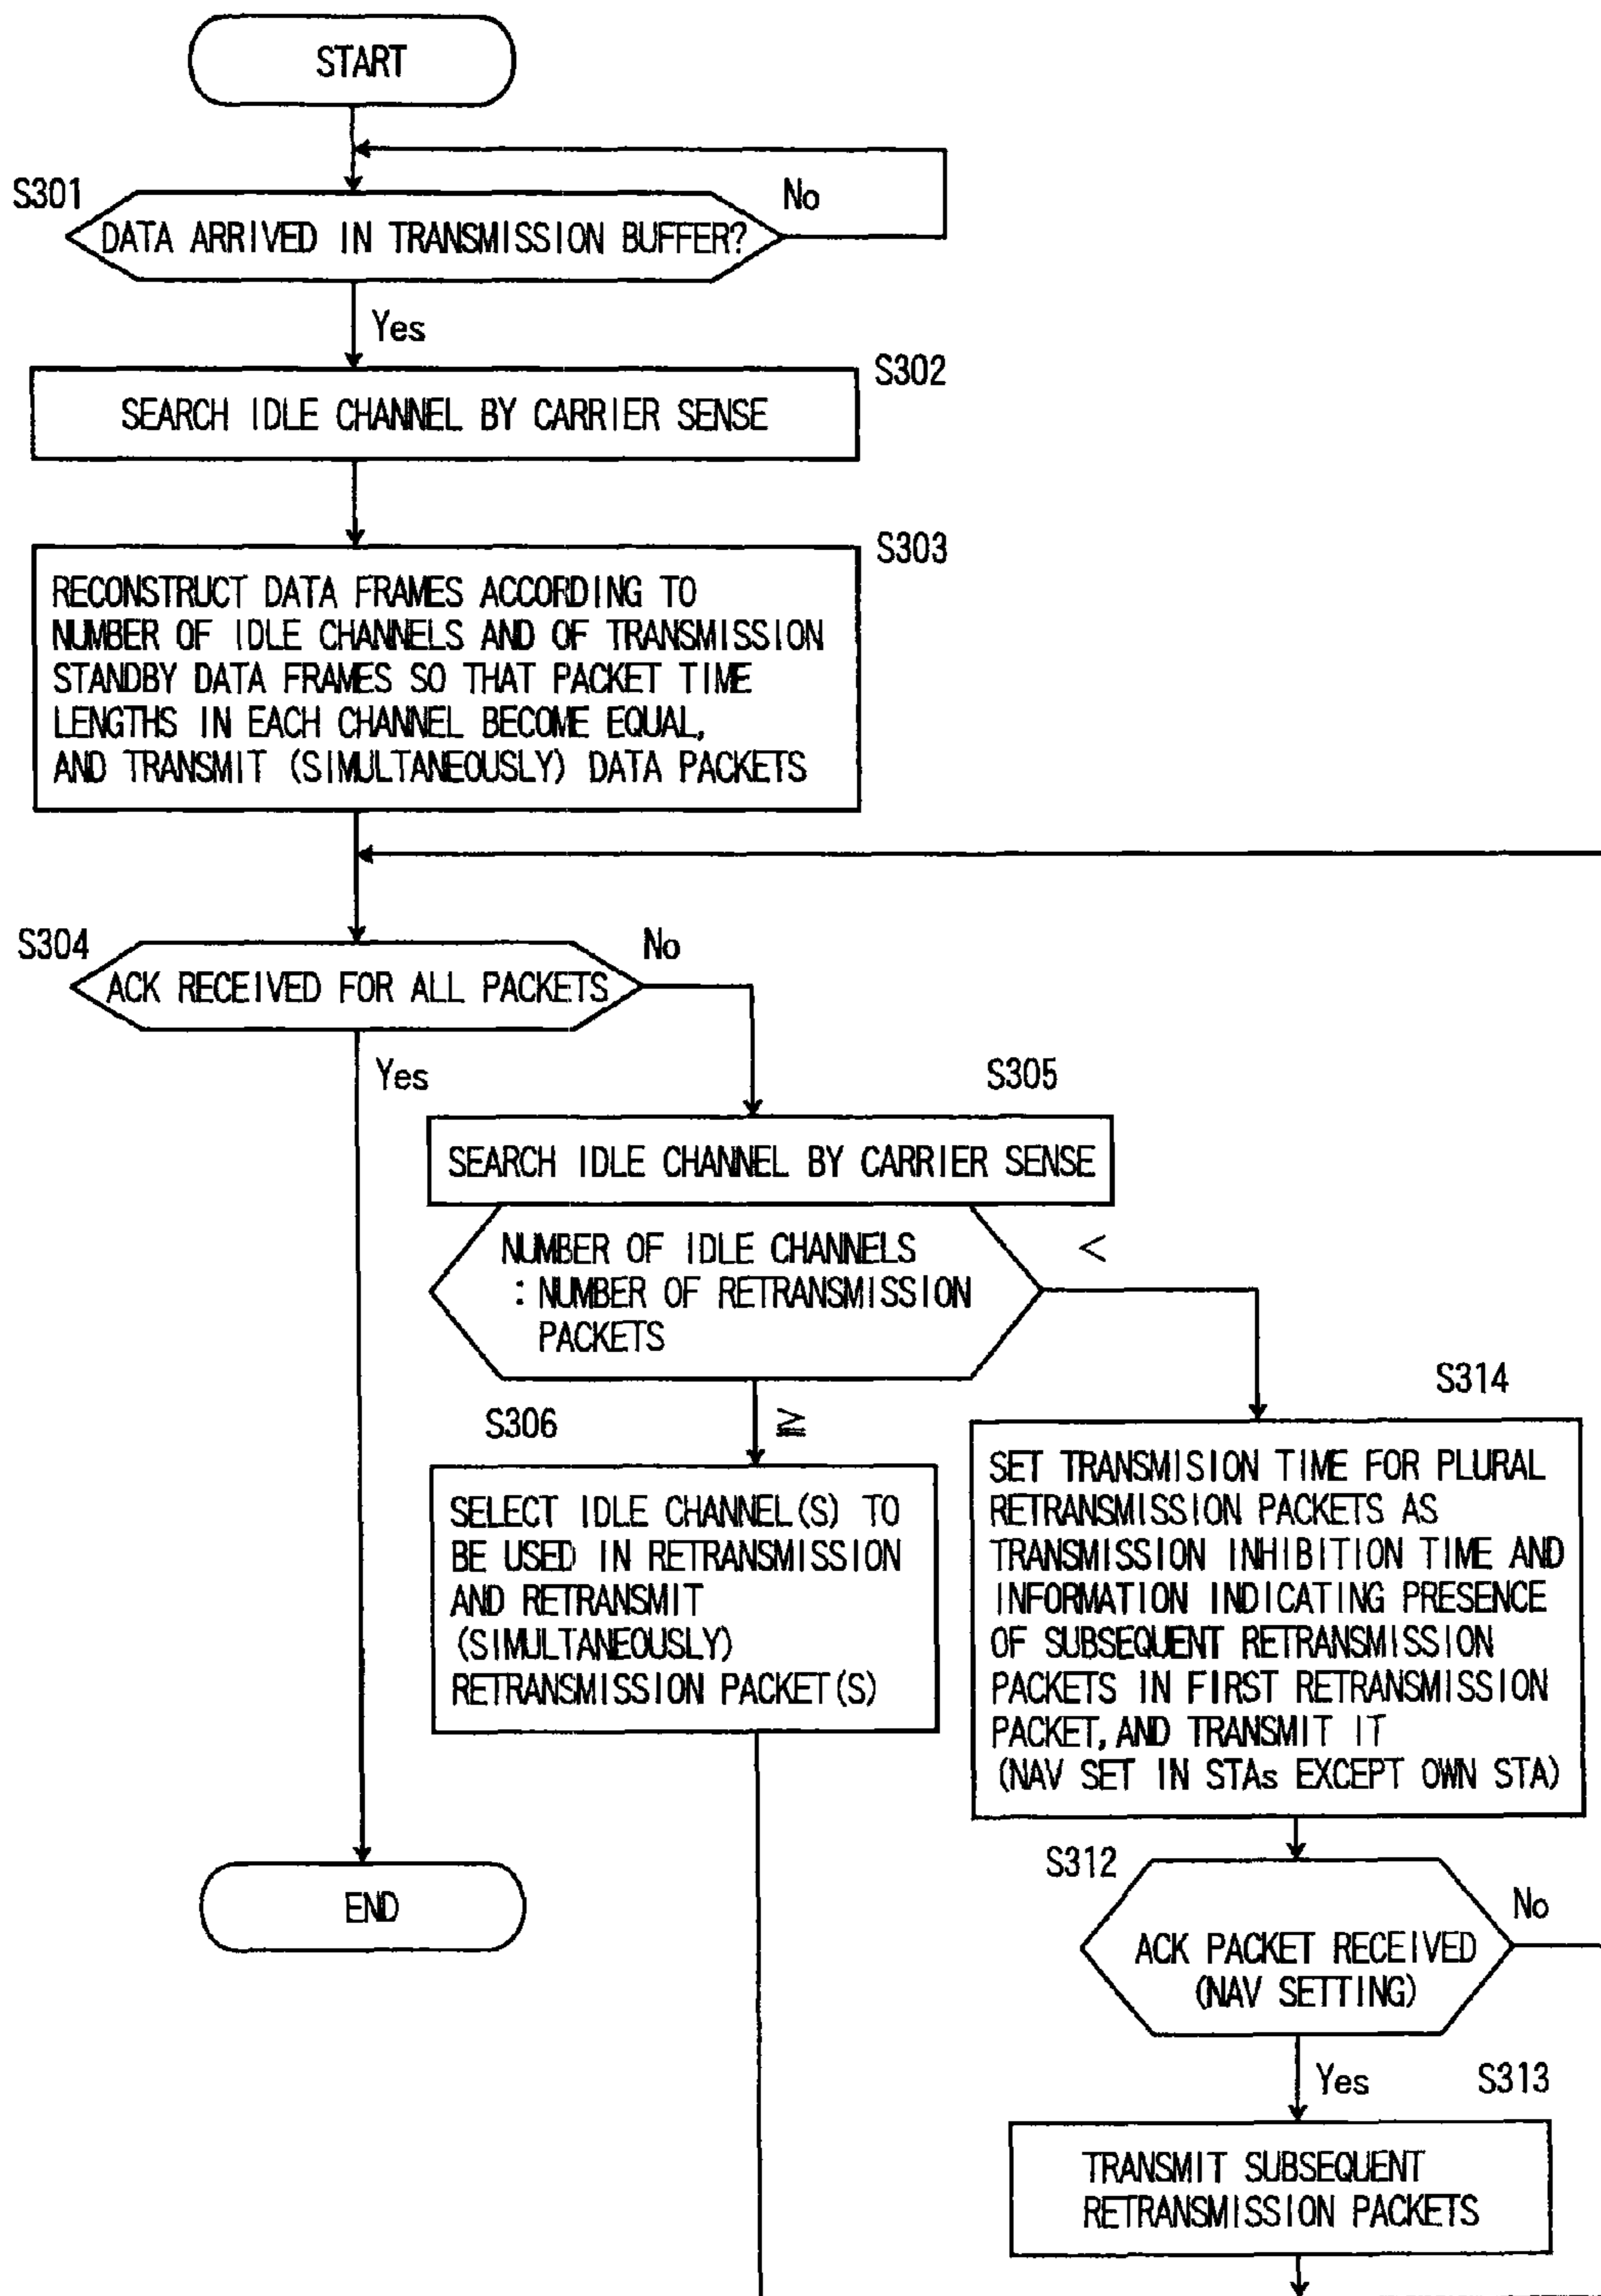 START
S301
DATA ARRIVED IN TRANSMISSION BUFFER?
No
Yes
S302
SEARCH IDLE CHANNEL BY CARRIER SENSE
S303
RECONSTRUCT DATA FRAMES ACCORDING TO
NUMBER OF IDLE CHANNELS AND OF TRANSMISSION
STANDBY DATA FRAMES SO THAT PACKET TIME
LENGTHS IN EACH CHANNEL BECOME EQUAL,
AND TRANSMIT (SIMULTANEOUSLY) DATA PACKETS
S304
ACK RECEIVED FOR ALL PACKETS
No
Yes
S305
SEARCH IDLE CHANNEL BY CARRIER SENSE
NUMBER OF IDLE CHANNELS
: NUMBER OF RETRANSMISSION
PACKETS
<
≧
S306
SELECT IDLE CHANNEL(S) TO
BE USED IN RETRANSMISSION
AND RETRANSMIT
(SIMULTANEOUSLY)
RETRANSMISSION PACKET(S)
S314
SET TRANSMISION TIME FOR PLURAL
RETRANSMISSION PACKETS AS
TRANSMISSION INHIBITION TIME AND
INFORMATION INDICATING PRESENCE
OF SUBSEQUENT RETRANSMISSION
PACKETS IN FIRST RETRANSMISSION
PACKET, AND TRANSMIT IT
(NAV SET IN STAs EXCEPT OWN STA)
END
S312
ACK PACKET RECEIVED
(NAV SETTING)
No
Yes
S313
TRANSMIT SUBSEQUENT
RETRANSMISSION PACKETS